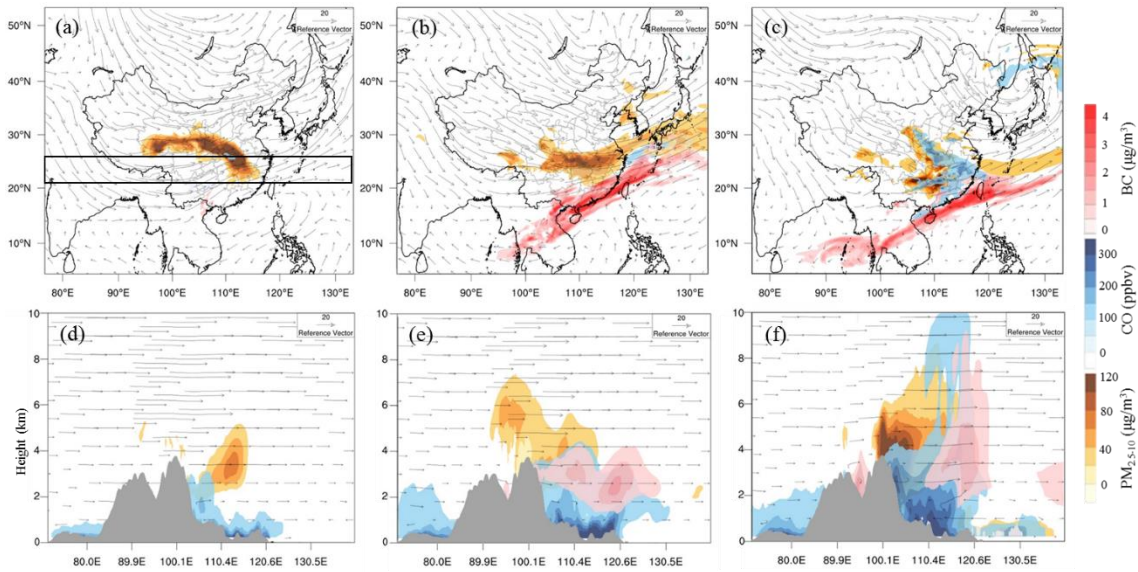 (a)
20
Reference Vector
50°N
40°N
30°N
20°N
10°N
80°E 90°E 100°E 110°E 120°E 130°E
(b)
20
Reference Vector
50°N
40°N
30°N
20°N
10°N
80°E 90°E 100°E 110°E 120°E 130°E
(c)
20
Reference Vector
50°N
40°N
30°N
20°N
10°N
80°E 90°E 100°E 110°E 120°E 130°E
4
3
2
1
0
BC (μg/m³)
300
200
100
0
CO (ppbv)
120
80
40
0
PM2.5-10 (μg/m³)
(d)
20
Reference Vector
Height (km)
10
8
6
4
2
0
80.0E 89.9E 100.1E 110.4E 120.6E 130.5E
(e)
20
Reference Vector
10
8
6
4
2
0
80.0E 89.9E 100.1E 110.4E 120.6E 130.5E
(f)
20
Reference Vector
10
8
6
4
2
0
80.0E 89.9E 100.1E 110.4E 120.6E 130.5E